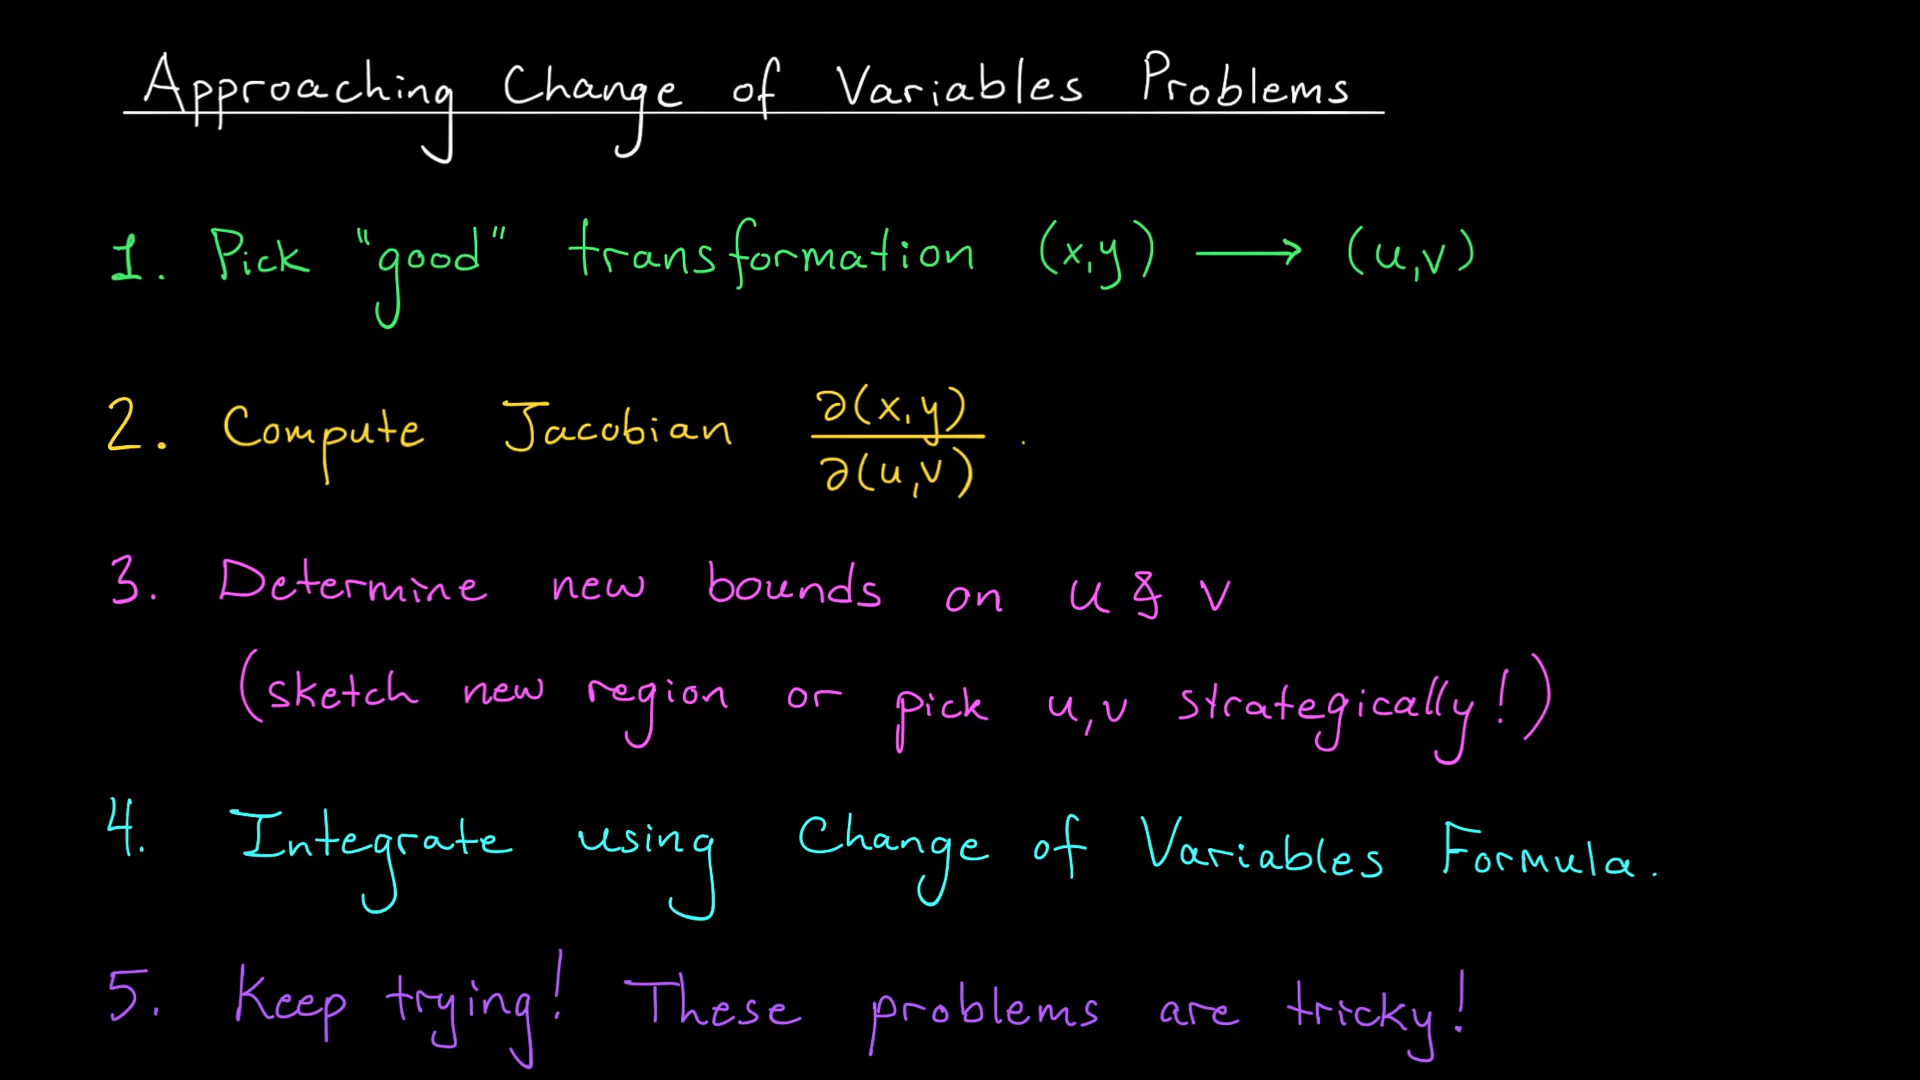 Approaching Change of Variables Problems
1. Pick "good" transformation (x,y) ⟶ (u,v)
2. Compute Jacobian ∂(x,y)/∂(u,v) .
3. Determine new bounds on u & v
(sketch new region or pick u,v strategically!)
4. Integrate using Change of Variables Formula.
5. Keep trying! These problems are tricky!